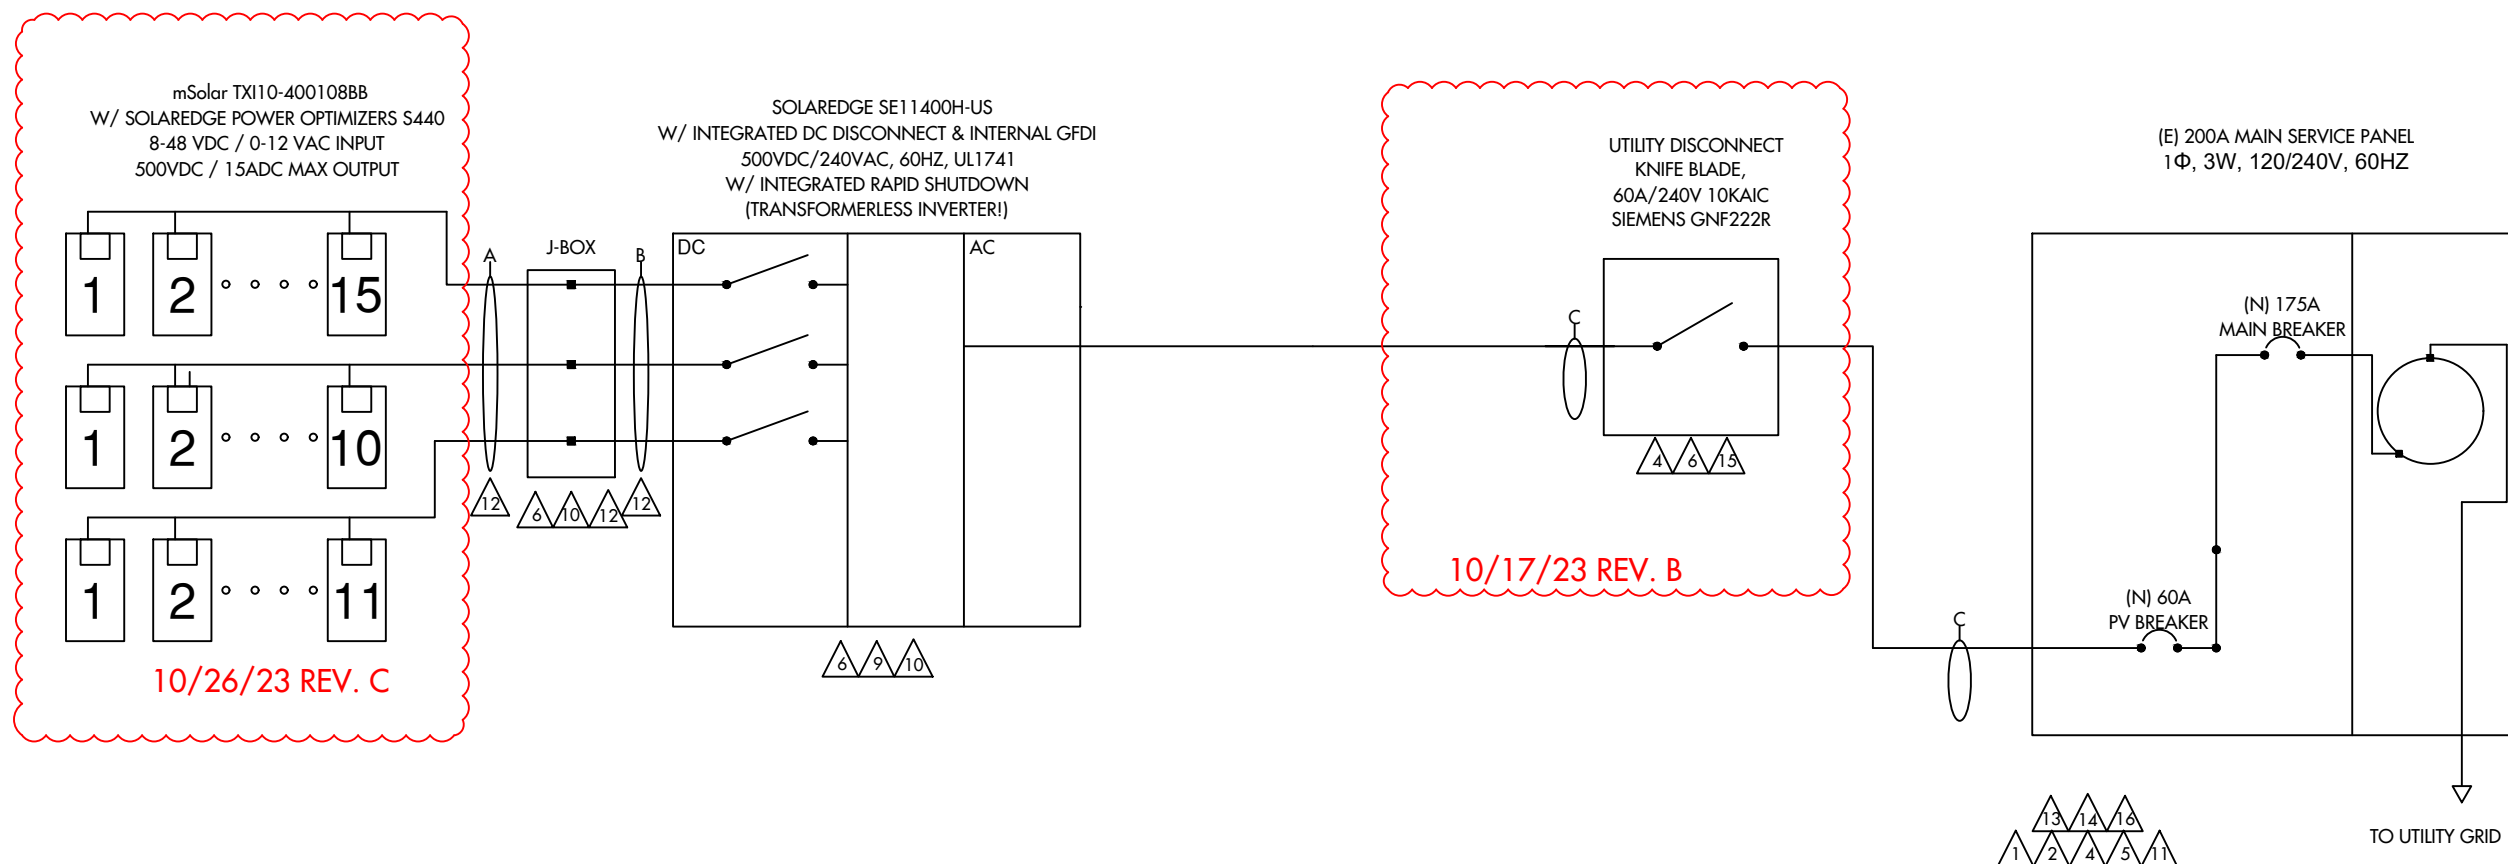 mSolar TXI10-400108BB
W/ SOLAREDGE POWER OPTIMIZERS S440
8-48 VDC / 0-12 VAC INPUT
500VDC / 15ADC MAX OUTPUT
1 2 15
1 2 10
1 2 11
10/26/23 REV. C
A
12
J-BOX
6 10 12
B
12
SOLAREDGE SE11400H-US
W/ INTEGRATED DC DISCONNECT & INTERNAL GFDI
500VDC/240VAC, 60HZ, UL1741
W/ INTEGRATED RAPID SHUTDOWN
(TRANSFORMERLESS INVERTER!)
DC
AC
6 9 10
UTILITY DISCONNECT
KNIFE BLADE,
60A/240V 10KAIC
SIEMENS GNF222R
C
4 6 15
10/17/23 REV. B
C
(E) 200A MAIN SERVICE PANEL
1Φ, 3W, 120/240V, 60HZ
(N) 175A
MAIN BREAKER
(N) 60A
PV BREAKER
13 14 16
1 2 4 5 11
TO UTILITY GRID